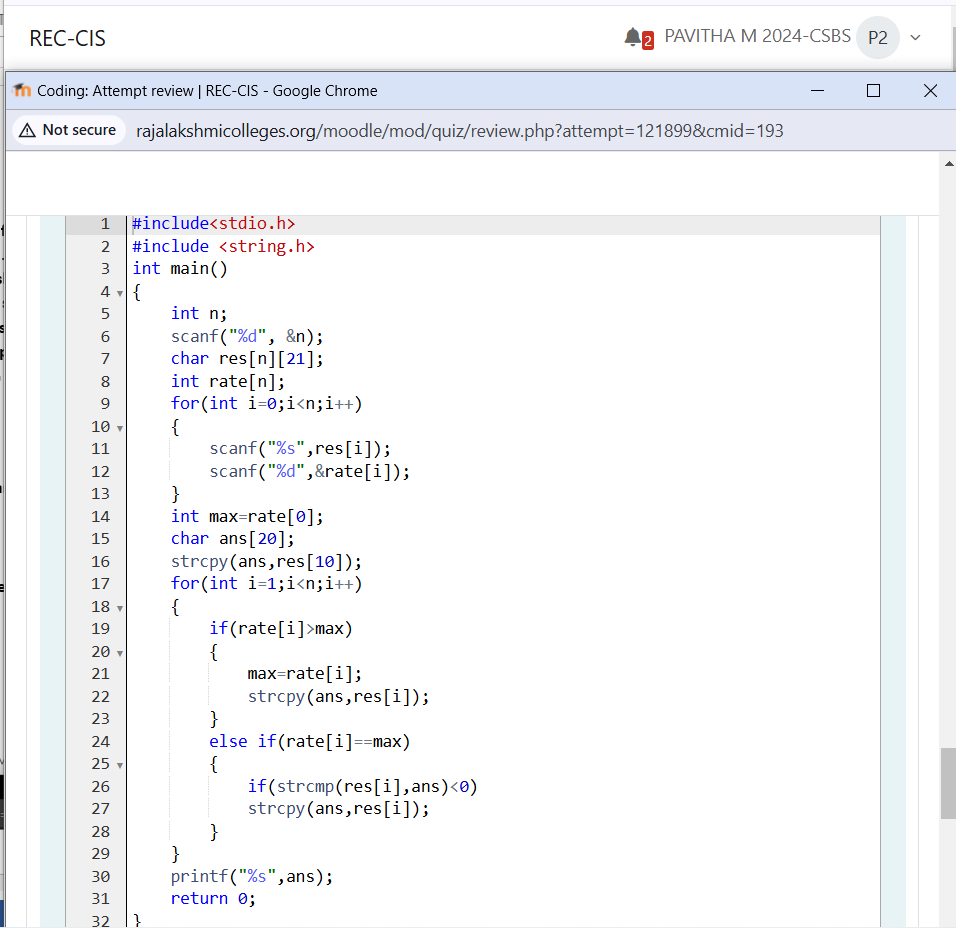 REC-CIS
2 PAVITHA M 2024-CSBS P2
Coding: Attempt review | REC-CIS - Google Chrome
Not secure rajalakshmicolleges.org/moodle/mod/quiz/review.php?attempt=121899&cmid=193
1 #include<stdio.h>
2 #include <string.h>
3 int main()
4 {
5 int n;
6 scanf("%d", &n);
7 char res[n][21];
8 int rate[n];
9 for(int i=0;i<n;i++)
10 {
11 scanf("%s",res[i]);
12 scanf("%d",&rate[i]);
13 }
14 int max=rate[0];
15 char ans[20];
16 strcpy(ans,res[10]);
17 for(int i=1;i<n;i++)
18 {
19 if(rate[i]>max)
20 {
21 max=rate[i];
22 strcpy(ans,res[i]);
23 }
24 else if(rate[i]==max)
25 {
26 if(strcmp(res[i],ans)<0)
27 strcpy(ans,res[i]);
28 }
29 }
30 printf("%s",ans);
31 return 0;
32 }